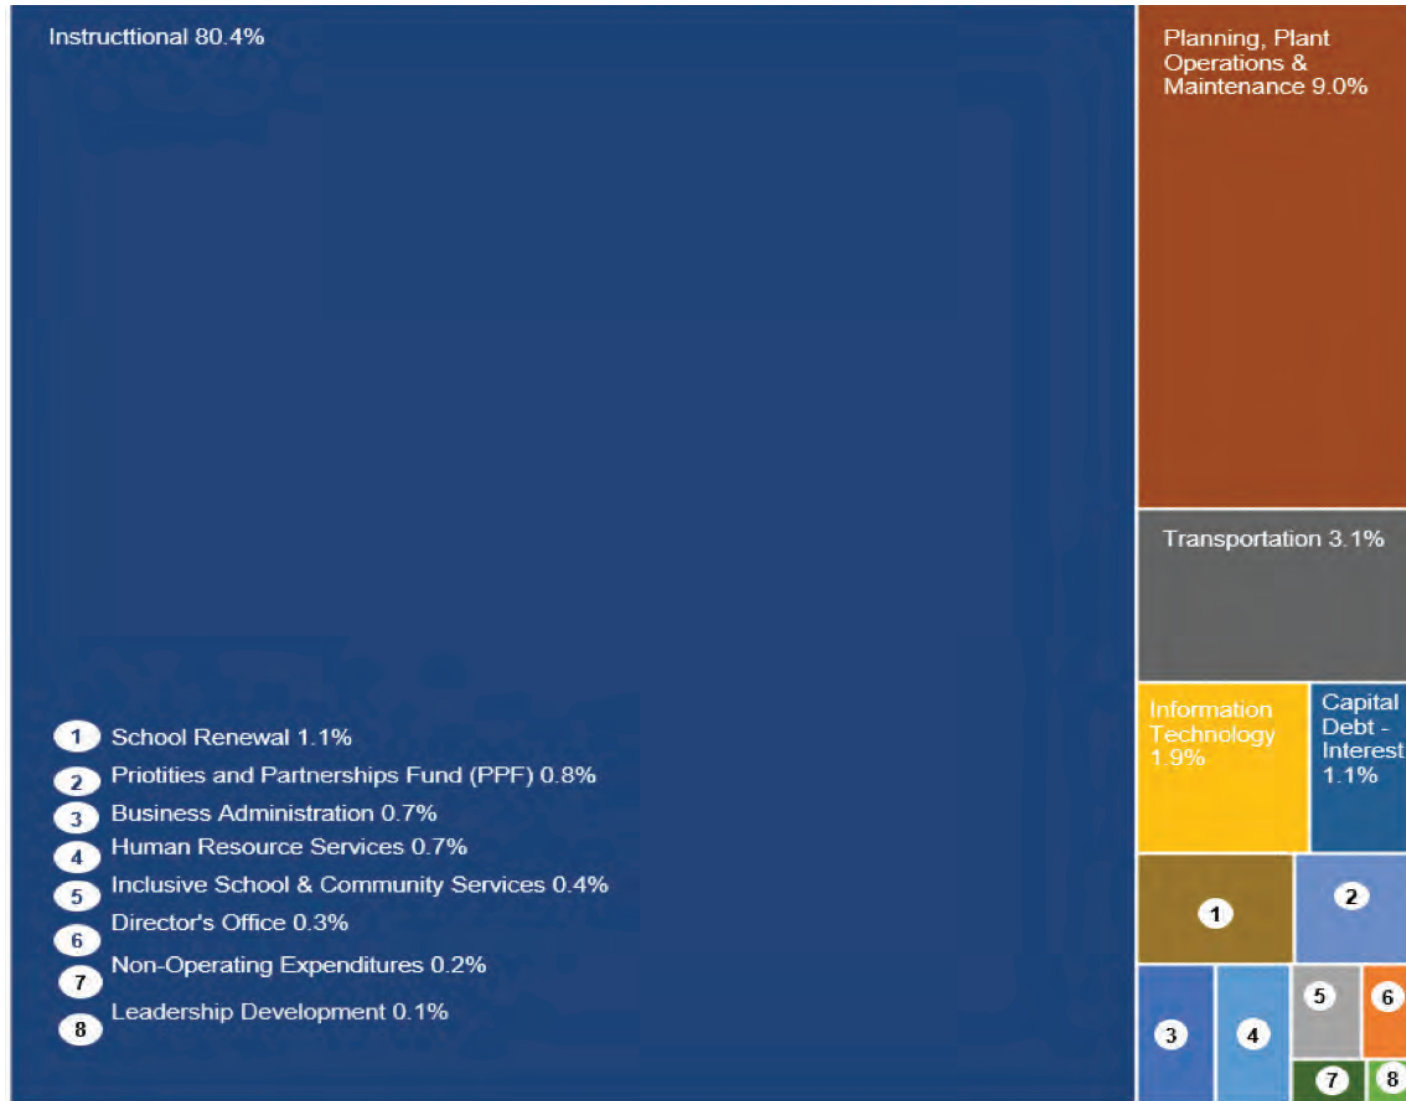 Instructtional 80.4%
Planning, Plant
Operations &
Maintenance 9.0%
Transportation 3.1%
Information
Technology
1.9%
Capital
Debt -
Interest
1.1%
1 School Renewal 1.1%
2 Priotities and Partnerships Fund (PPF) 0.8%
3 Business Administration 0.7%
4 Human Resource Services 0.7%
5 Inclusive School & Community Services 0.4%
6 Director's Office 0.3%
7 Non-Operating Expenditures 0.2%
8 Leadership Development 0.1%
1
2
3
4
5
6
7
8